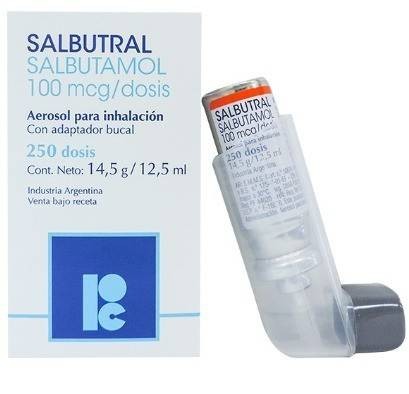 SALBUTRAL
SALBUTAMOL
100 mcg/dosis
Aerosol para inhalación
Con adaptador bucal
250 dosis
Cont. Neto: 14,5 g / 12,5 ml
Industria Argentina
Venta bajo receta
SALBUTRAL
SALBUTAMOL
100 mcg/dosis
Aerosol para inhalación
250 dosis
14,5 g / 12,5 ml
Industria Argentina